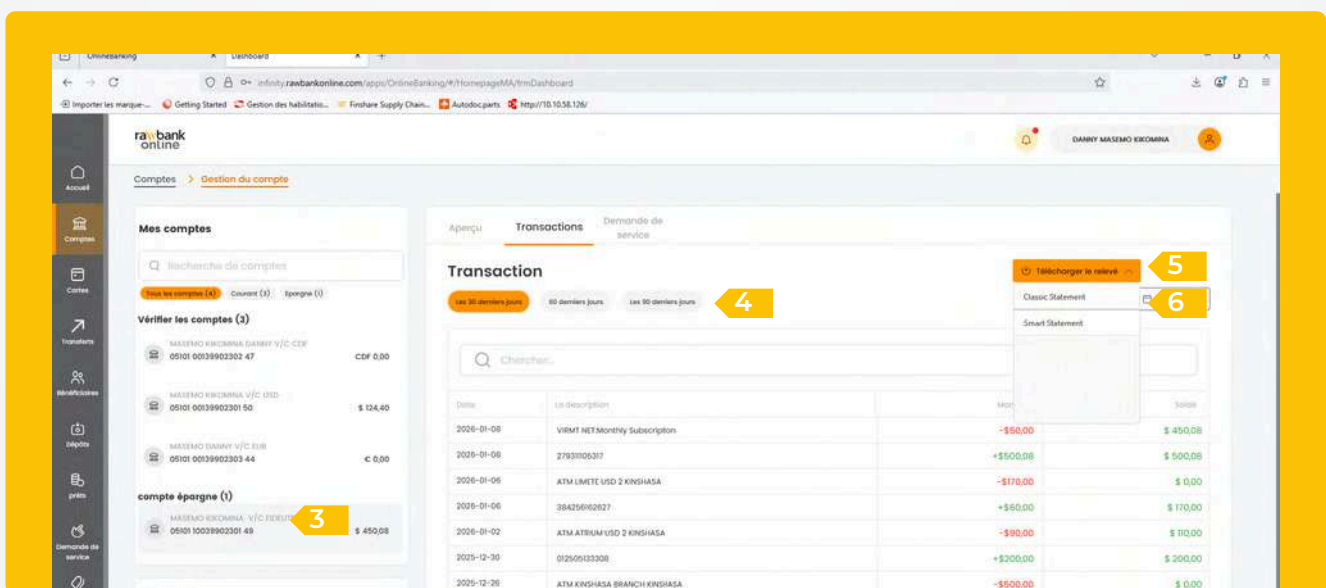 OnlineBanking
Dashboard
infinity.rawbankonline.com/apps/OnlineBanking/#/HomepageMA/frmDashboard
Importer les marque-...
Getting Started
Gestion des habilitatio...
Finshare Supply Chain...
Autodoc.parts
http://10.10.58.126/
rawbank
online
DANNY MASEMO KIKOMINA
Accueil
Comptes
Cartes
Transferts
Bénéficiaires
Dépôts
prêts
Demande de
service
Comptes > Gestion du compte
Mes comptes
Recherche de comptes
Tous les comptes (4)
Courant (3)
Epargne (1)
Vérifier les comptes (3)
MASEMO KIKOMINA DANNY V/C CDF
05101 00139902302 47
CDF 0,00
MASEMO KIKOMINA V/C USD
05101 00139902301 50
$ 124,40
MASEMO DANNY V/C EUR
05101 00139902303 44
€ 0,00
compte épargne (1)
MASEMO KIKOMINA V/C
3
05101 10039902301 49
$ 450,08
Aperçu
Transactions
Demande de
service
Transaction
Télécharger le relevé
5
Les 30 derniers jours
60 derniers jours
Les 90 derniers jours
4
Classic Statement
6
Smart Statement
Chercher...
Date
La description
Solde
2026-01-08
VIRMT NET:Monthly Subscription
-$50,00
$ 450,08
2026-01-08
27931105317
+$500,08
$ 500,08
2026-01-06
ATM LIMETE USD 2 KINSHASA
-$170,00
$ 0,00
2026-01-06
384256162627
+$60,00
$ 170,00
2026-01-02
ATM ATRIUM USD 2 KINSHASA
-$90,00
$ 110,00
2025-12-30
012505133308
+$200,00
$ 200,00
2025-12-26
ATM KINSHASA BRANCH KINSHASA
-$500,00
$ 0,00